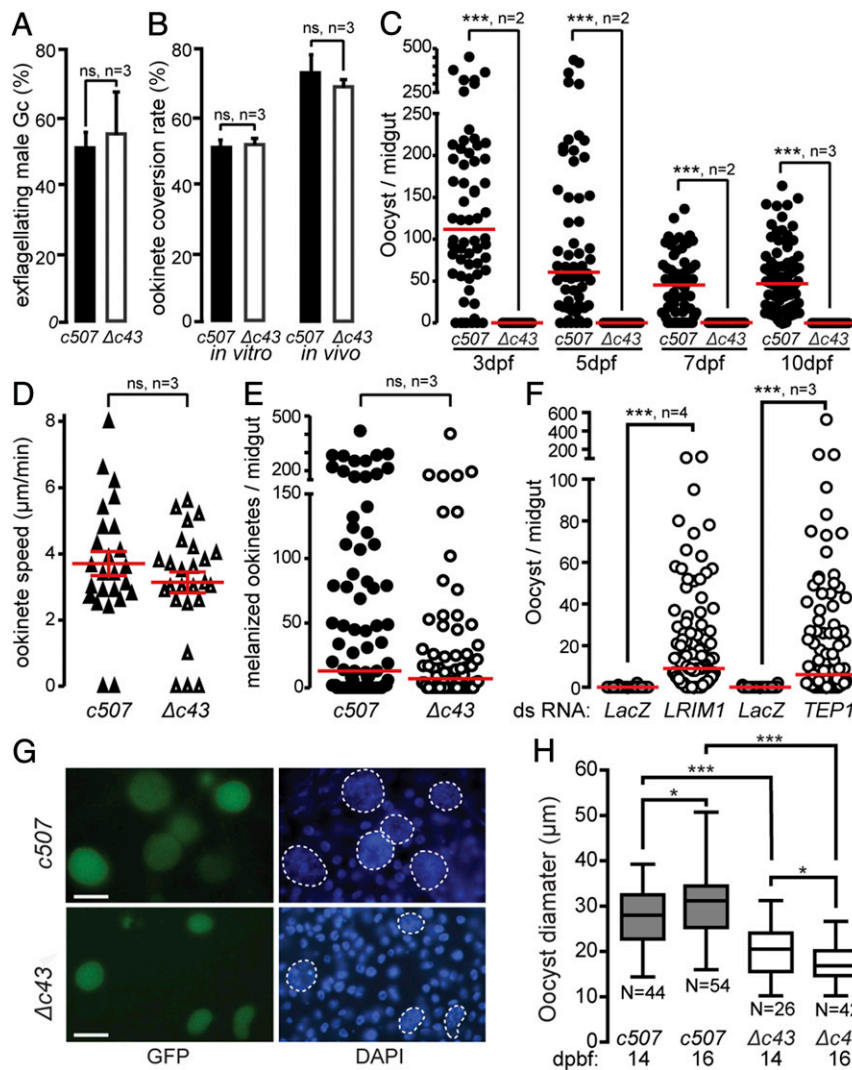 A
exflagellating male Gc (%)
80
60
40
20
0
ns, n=3
c507 Δc43
B
ookinete coversion rate (%)
80
60
40
20
0
ns, n=3
ns, n=3
c507 Δc43 c507 Δc43
in vitro in vivo
C
Oocyst / midgut
500
250
200
150
100
50
0
***, n=2
***, n=2
***, n=2
***, n=3
c507 Δc43 c507 Δc43 c507 Δc43 c507 Δc43
3dpf 5dpf 7dpf 10dpf
D
ookinete speed (µm/min)
8
6
4
2
0
ns, n=3
c507 Δc43
E
melanized ookinetes / midgut
500
200
150
100
50
0
ns, n=3
c507 Δc43
F
Oocyst / midgut
600
400
200
100
80
60
40
20
0
***, n=4
***, n=3
ds RNA: LacZ LRIM1 LacZ TEP1
G
c507
Δc43
GFP DAPI
H
Oocyst diamater (µm)
60
50
40
30
20
10
0
***
***
*
*
N=44 N=54 N=26 N=42
c507 c507 Δc43 Δc4
dpbf: 14 16 14 16